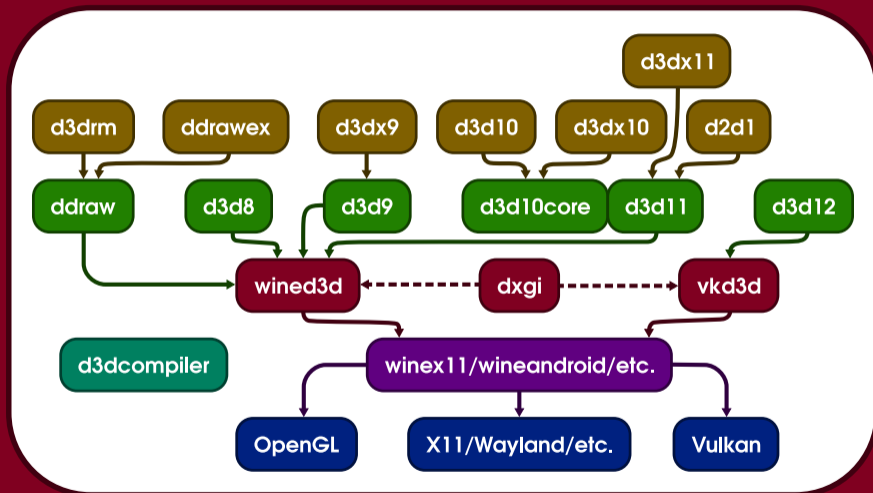 d3dx11
d3drm
ddrawex
d3dx9
d3d10
d3dx10
d2d1
ddraw
d3d8
d3d9
d3d10core
d3d11
d3d12
wined3d
dxgi
vkd3d
d3dcompiler
winex11/wineandroid/etc.
OpenGL
X11/Wayland/etc.
Vulkan